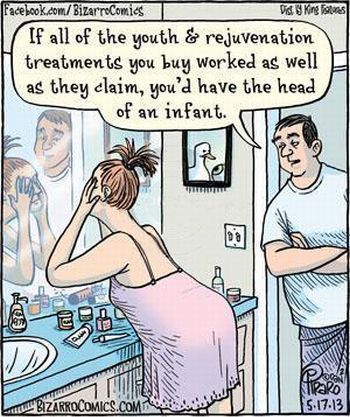 Facebook.com/BizarroComics
Dist. by King Features
If all of the youth & rejuvenation
treatments you buy worked as well
as they claim, you'd have the head
of an infant.
BIZARROCOMICS.COM
PIRARO
5.17.13